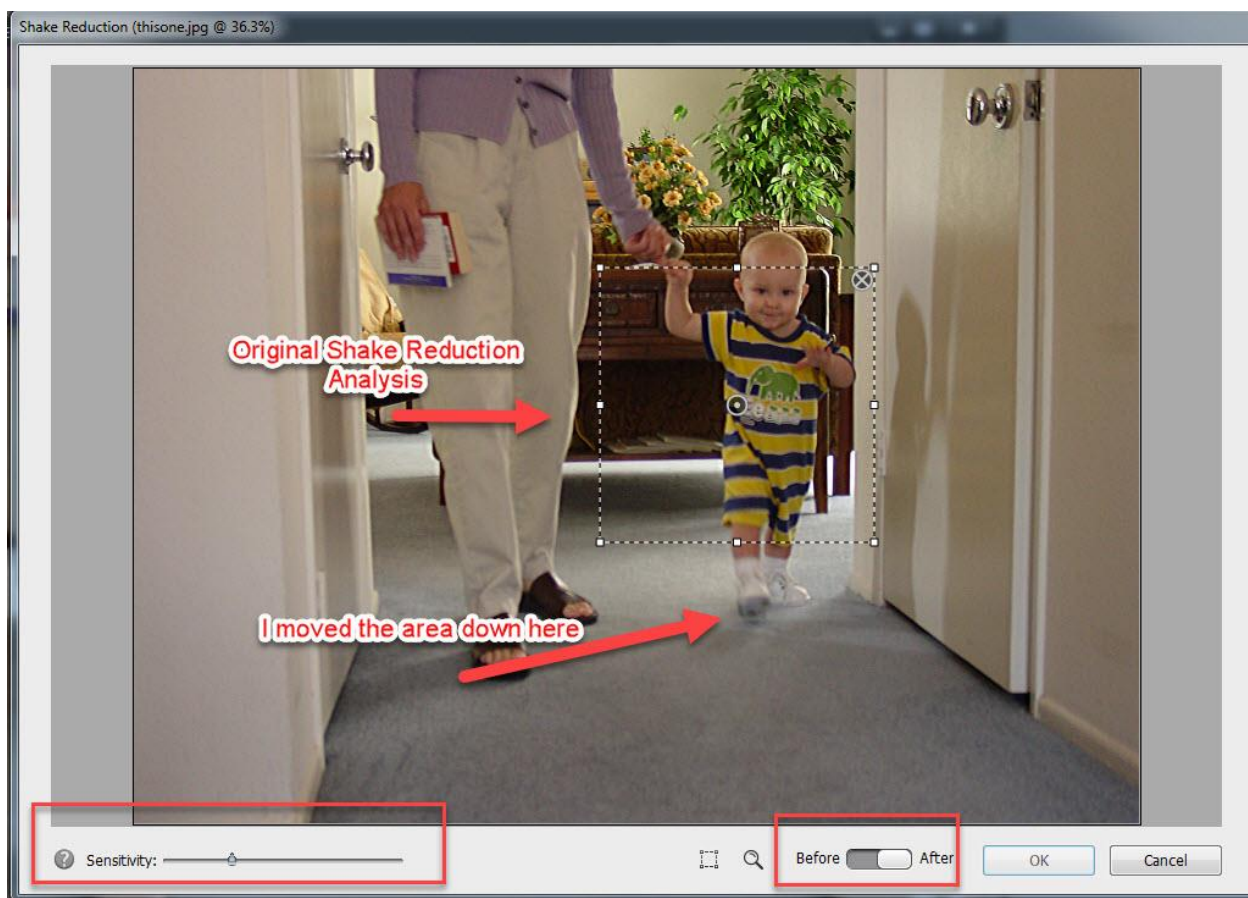 Shake Reduction (thisone.jpg @ 36.3%)
Original Shake Reduction
Analysis
I moved the area down here
Sensitivity:
Before After
OK
Cancel